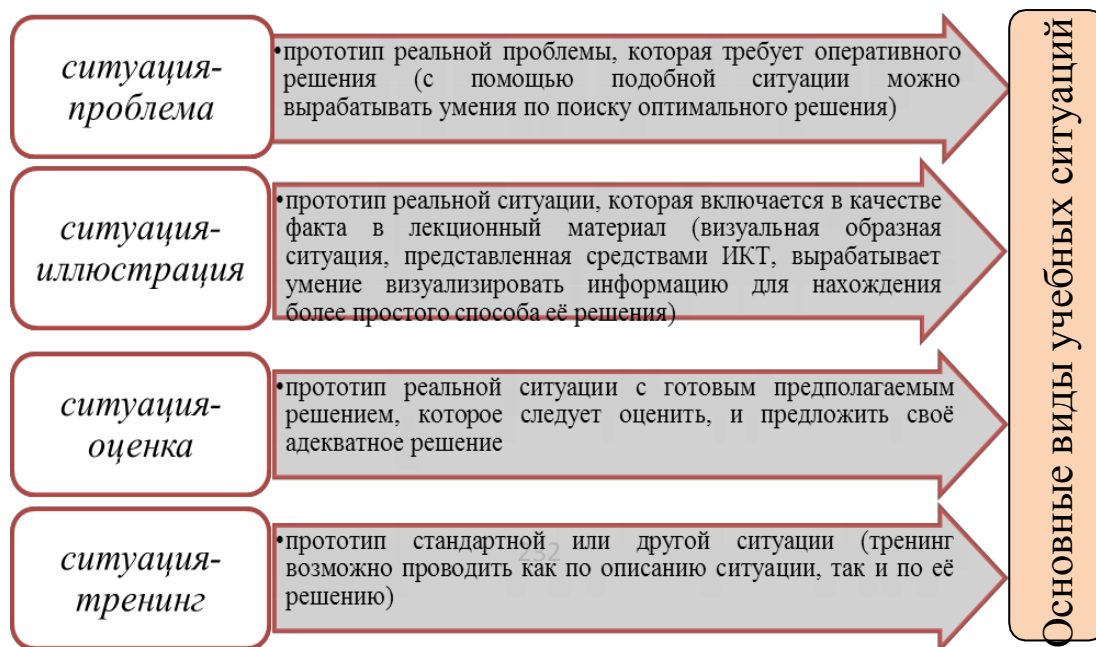 ситуация-
проблема
•прототип реальной проблемы, которая требует оперативного
решения (с помощью подобной ситуации можно
вырабатывать умения по поиску оптимального решения)
ситуация-
иллюстрация
•прототип реальной ситуации, которая включается в качестве
факта в лекционный материал (визуальная образная
ситуация, представленная средствами ИКТ, вырабатывает
умение визуализировать информацию для нахождения
более простого способа её решения)
ситуация-
оценка
•прототип реальной ситуации с готовым предполагаемым
решением, которое следует оценить, и предложить своё
адекватное решение
ситуация-
тренинг
•прототип стандартной или другой ситуации (тренинг
возможно проводить как по описанию ситуации, так и по её
решению)
232
Основные виды учебных ситуаций